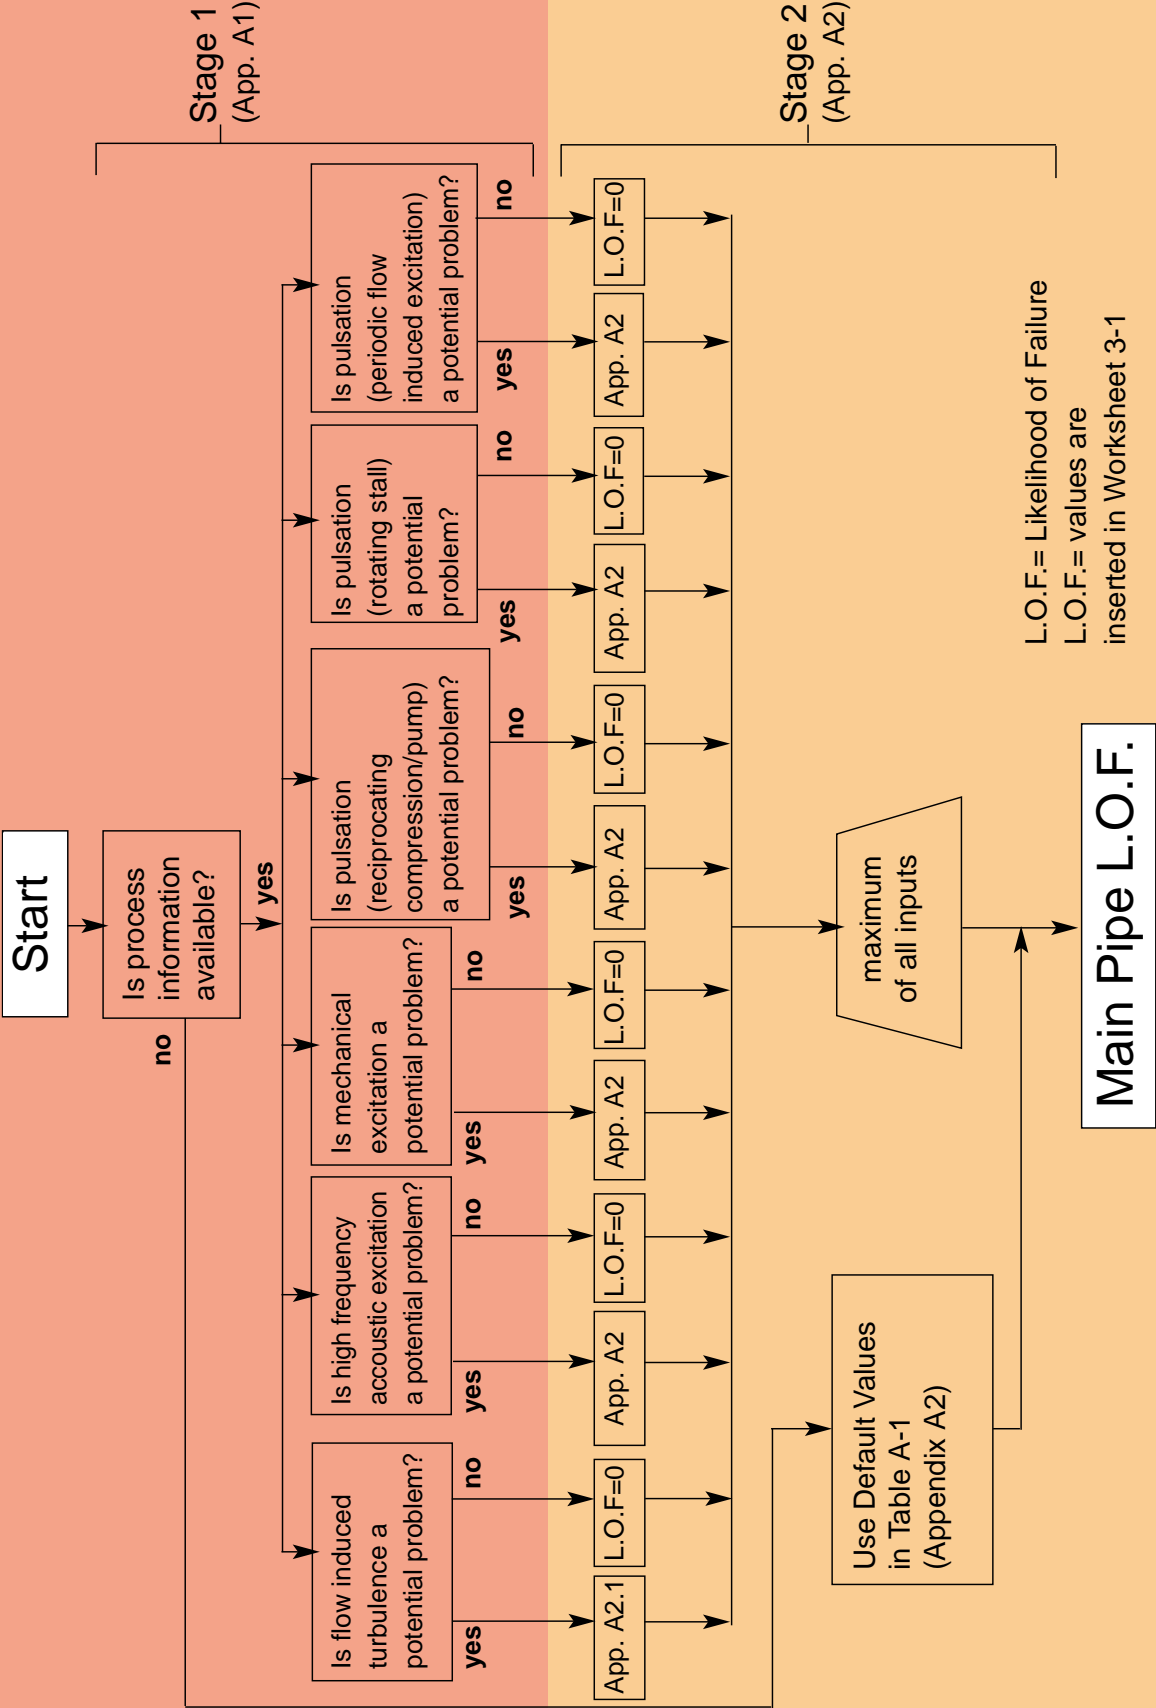 Start
Is process
information
available?
no
yes
Stage 1
(App. A1)
Is flow induced
turbulence a
potential problem?
yes
no
Is high frequency
accoustic excitation
a potential problem?
yes
no
Is mechanical
excitation a
potential problem?
yes
no
Is pulsation
(reciprocating
compression/pump)
a potential problem?
yes
no
Is pulsation
(rotating stall)
a potential
problem?
yes
no
Is pulsation
(periodic flow
induced excitation)
a potential problem?
yes
no
Stage 2
(App. A2)
App. A2.1
L.O.F=0
App. A2
L.O.F=0
App. A2
L.O.F=0
App. A2
L.O.F=0
App. A2
L.O.F=0
App. A2
L.O.F=0
Use Default Values
in Table A-1
(Appendix A2)
maximum
of all inputs
L.O.F.= Likelihood of Failure
L.O.F.= values are
inserted in Worksheet 3-1
Main Pipe L.O.F.